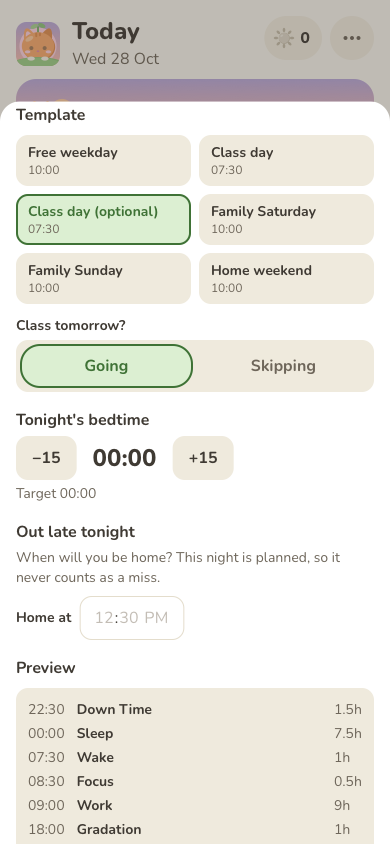 Today
Wed 28 Oct
0
Template
Free weekday
10:00
Class day
07:30
Class day (optional)
07:30
Family Saturday
10:00
Family Sunday
10:00
Home weekend
10:00
Class tomorrow?
Going
Skipping
Tonight's bedtime
−15
00:00
+15
Target 00:00
Out late tonight
When will you be home? This night is planned, so it
never counts as a miss.
Home at
12:30 PM
Preview
22:30 Down Time 1.5h
00:00 Sleep 7.5h
07:30 Wake 1h
08:30 Focus 0.5h
09:00 Work 9h
18:00 Gradation 1h